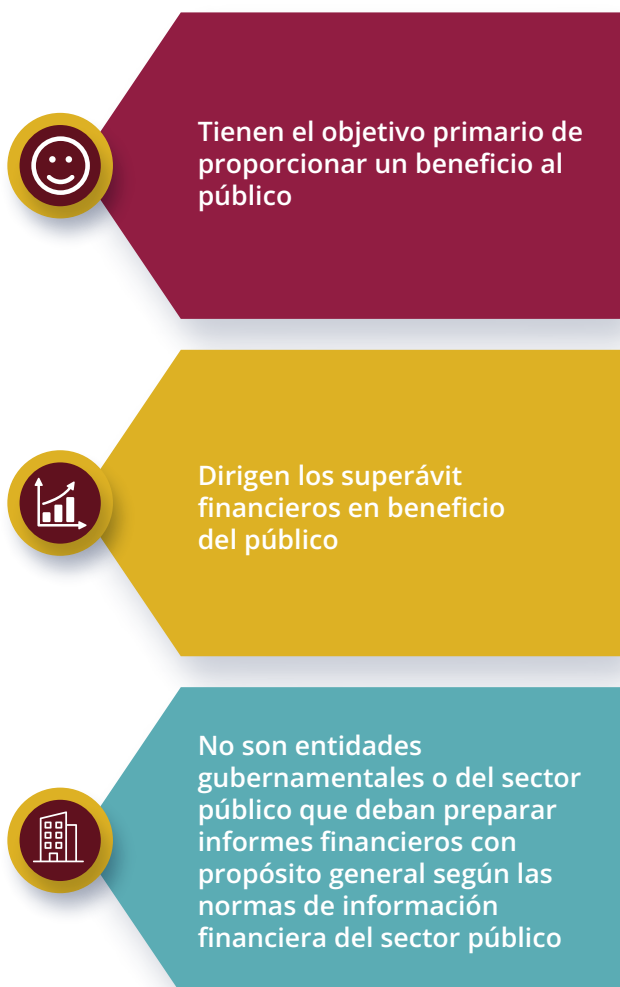 Tienen el objetivo primario de
proporcionar un beneficio al
público
Dirigen los superávit
financieros en beneficio
del público
No son entidades
gubernamentales o del sector
público que deban preparar
informes financieros con
propósito general según las
normas de información
financiera del sector público